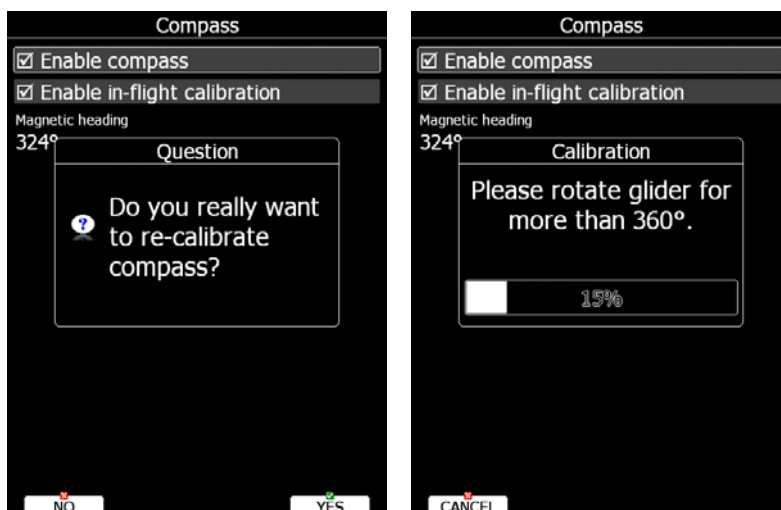 Compass
Enable compass
Enable in-flight calibration
Magnetic heading
324°
Question
Do you really want
to re-calibrate
compass?
NO
YES
Compass
Enable compass
Enable in-flight calibration
Magnetic heading
324°
Calibration
Please rotate glider for
more than 360°.
15%
CANCEL